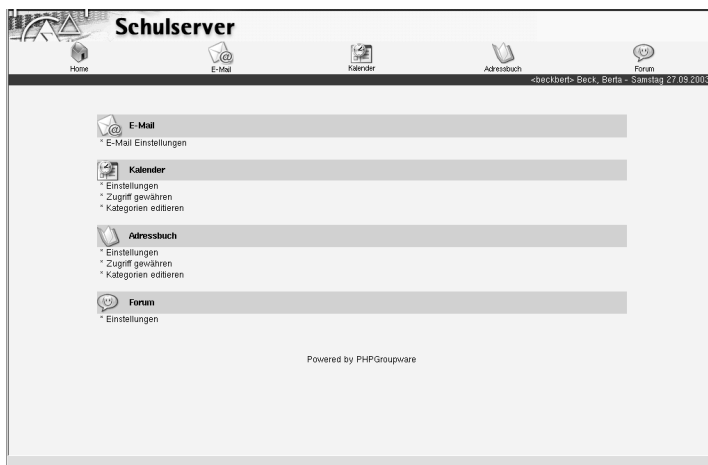 Schulserver
Home E-Mail Kalender Adressbuch Forum
<beckbert> Beck, Berta - Samstag 27.09.2003
E-Mail
* E-Mail Einstellungen
Kalender
* Einstellungen
* Zugriff gewähren
* Kategorien editieren
Adressbuch
* Einstellungen
* Zugriff gewähren
* Kategorien editieren
Forum
* Einstellungen
Powered by PHPGroupware